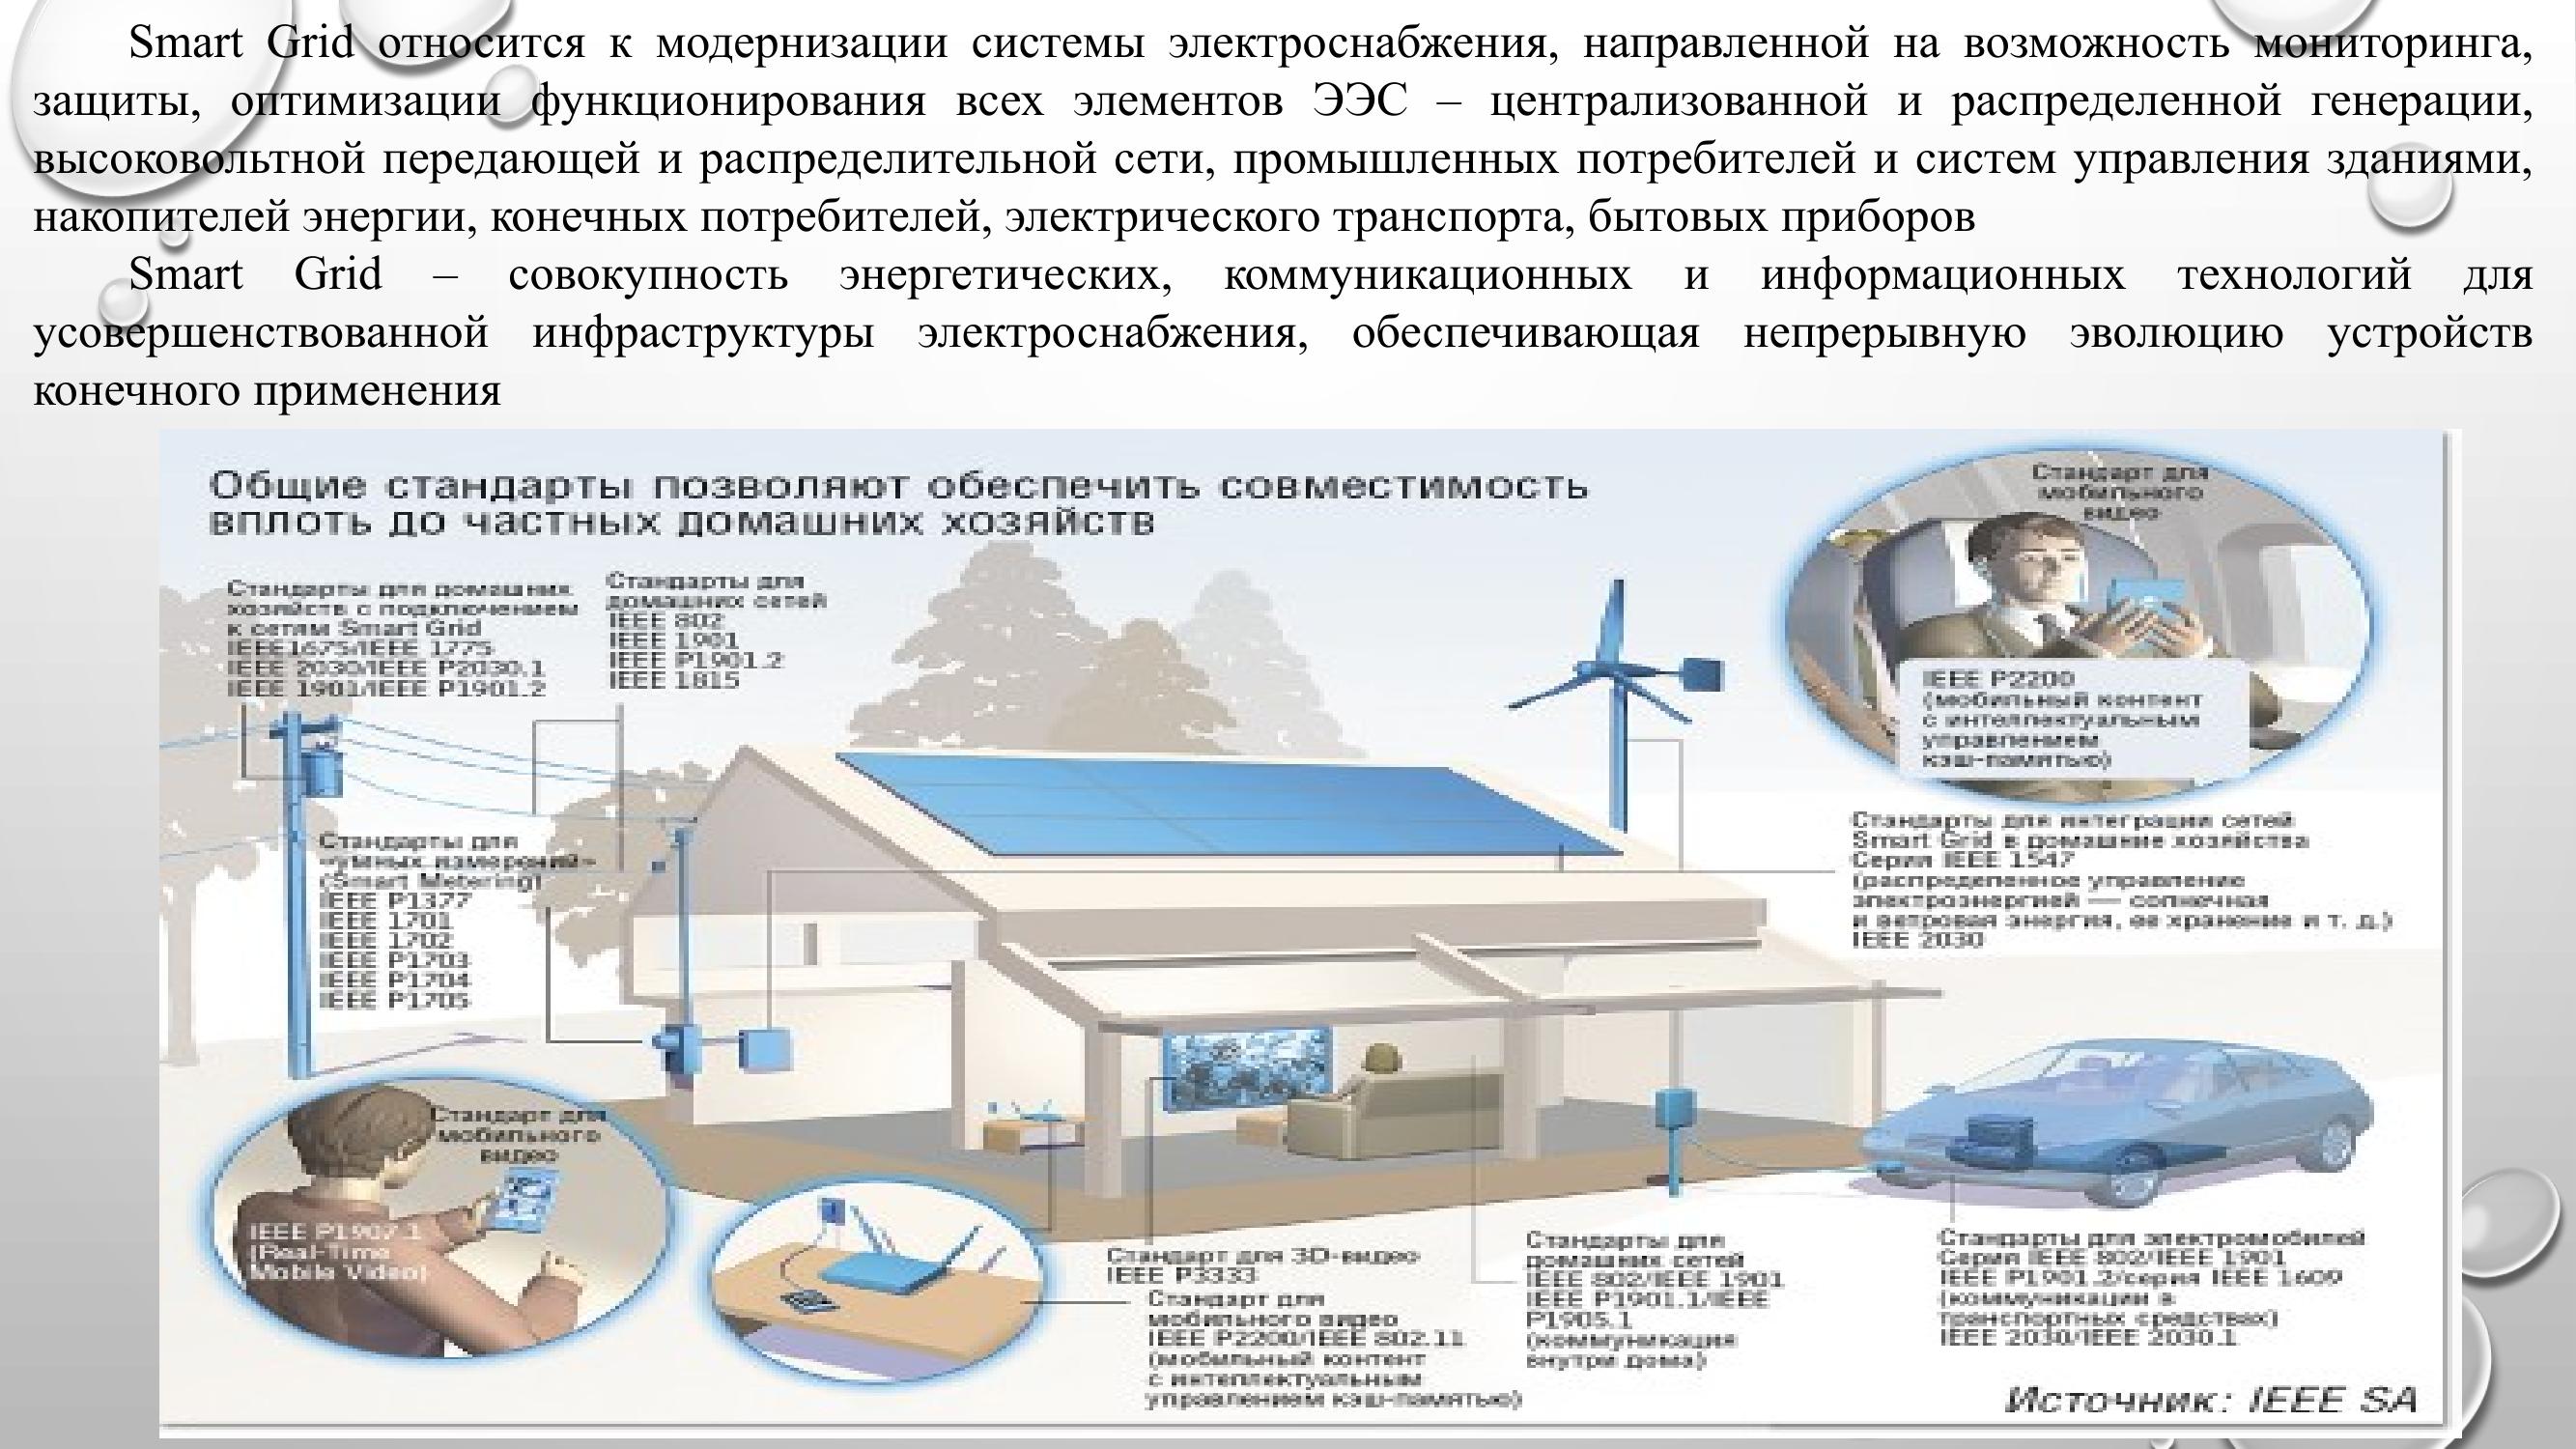 Smart Grid относится к модернизации системы электроснабжения, направленной на возможность мониторинга,
защиты, оптимизации функционирования всех элементов ЭЭС – централизованной и распределенной генерации,
высоковольтной передающей и распределительной сети, промышленных потребителей и систем управления зданиями,
накопителей энергии, конечных потребителей, электрического транспорта, бытовых приборов
Smart Grid – совокупность энергетических, коммуникационных и информационных технологий для
усовершенствованной инфраструктуры электроснабжения, обеспечивающая непрерывную эволюцию устройств
конечного применения
Общие стандарты позволяют обеспечить совместимость
вплоть до частных домашних хозяйств
Стандарты для домашних
хозяйств с подключением
к сетям Smart Grid
IEEE1675/IEEE 1775
IEEE 2030/IEEE P2030.1
IEEE 1901/IEEE P1901.2
Стандарты для
домашних сетей
IEEE 802
IEEE 1901
IEEE P1901.2
IEEE 1815
Стандарт для
мобильного
видео
IEEE P2200
(мобильный контент
с интеллектуальным
управлением
кэш-памятью)
Стандарты для
«умных измерений»
(Smart Metering)
IEEE P1377
IEEE 1701
IEEE 1702
IEEE P1703
IEEE P1704
IEEE P1705
Стандарты для интеграции сетей
Smart Grid в домашние хозяйства
Серия IEEE 1547
(распределенное управление
электроэнергией — солнечная
и ветровая энергия, ее хранение и т. д.)
IEEE 2030
Стандарт для
мобильного
видео
IEEE P1907.1
(Real-Time
Mobile Video)
Стандарт для 3D-видео
IEEE P3333
Стандарт для
мобильного видео
IEEE P2200/IEEE 802.11
(мобильный контент
с интеллектуальным
управлением кэш-памятью)
Стандарты для
домашних сетей
IEEE 802/IEEE 1901
IEEE P1901.1/IEEE
P1905.1
(коммуникация
внутри дома)
Стандарты для электромобилей
Серия IEEE 802/IEEE 1901
IEEE P1901.2/серия IEEE 1609
(коммуникации в
транспортных средствах)
IEEE 2030/IEEE 2030.1
Источник: IEEE SA